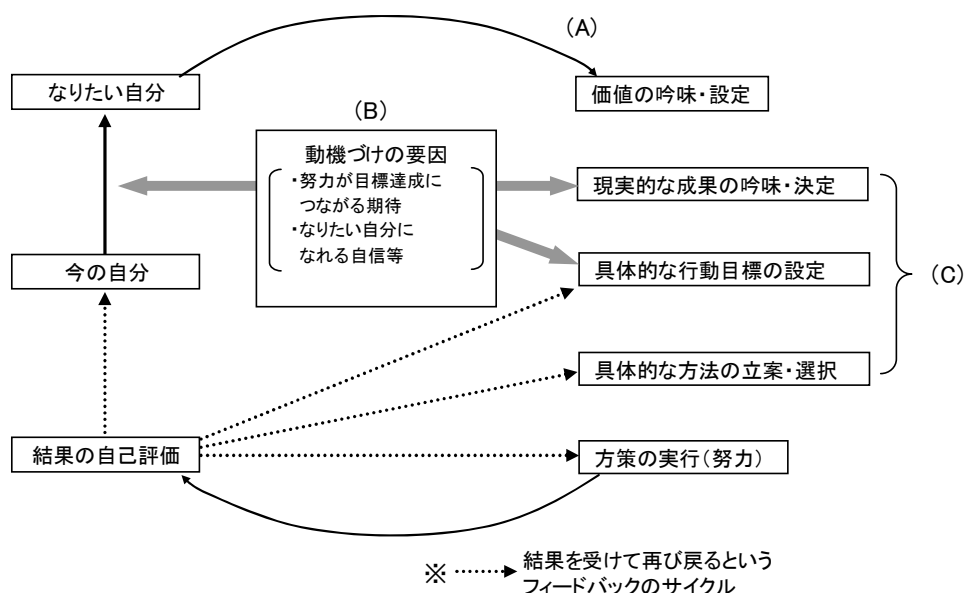 (A)
なりたい自分
価値の吟味・設定
(B)
動機づけの要因
・努力が目標達成に
つながる期待
・なりたい自分に
なれる自信等
現実的な成果の吟味・決定
今の自分
具体的な行動目標の設定
(C)
具体的な方法の立案・選択
結果の自己評価
方策の実行(努力)
※ 結果を受けて再び戻るという
フィードバックのサイクル